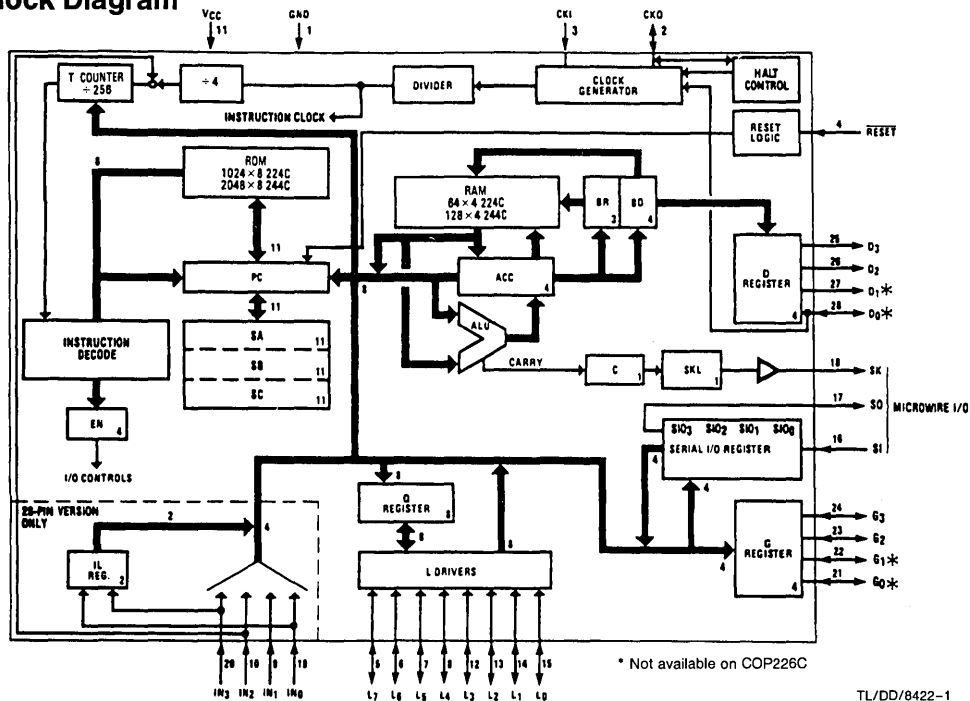 lock Diagram
VCC
11
GND
1
CKI
3
CKO
2
T COUNTER
÷256
÷4
DIVIDER
CLOCK
GENERATOR
HALT
CONTROL
INSTRUCTION CLOCK
RESET
LOGIC
4
RESET
8
ROM
1024×8 224C
2048×8 244C
RAM
64×4 224C
128×4 244C
BR
3
BD
4
11
PC
8
ACC
4
D
REGISTER
4
25
D3
26
D2
27
D1*
28
D0*
11
INSTRUCTION
DECODE
SA
11
SB
11
SC
11
ALU
CARRY
C
1
SKL
1
18
SK
17
SO
MICROWIRE I/O
16
SI
EN
4
I/O CONTROLS
SIO3 SIO2 SIO1 SIO0
SERIAL I/O REGISTER
4
4
28-PIN VERSION
ONLY
2
4
8
Q
REGISTER
8
8
8
IL
REG.
2
L DRIVERS
4
G
REGISTER
4
24
G3
23
G2
22
G1*
21
G0*
20
10
9
19
IN3
IN2
IN1
IN0
5
6
7
8
12
13
14
15
L7
L6
L5
L4
L3
L2
L1
L0
* Not available on COP226C
TL/DD/8422–1